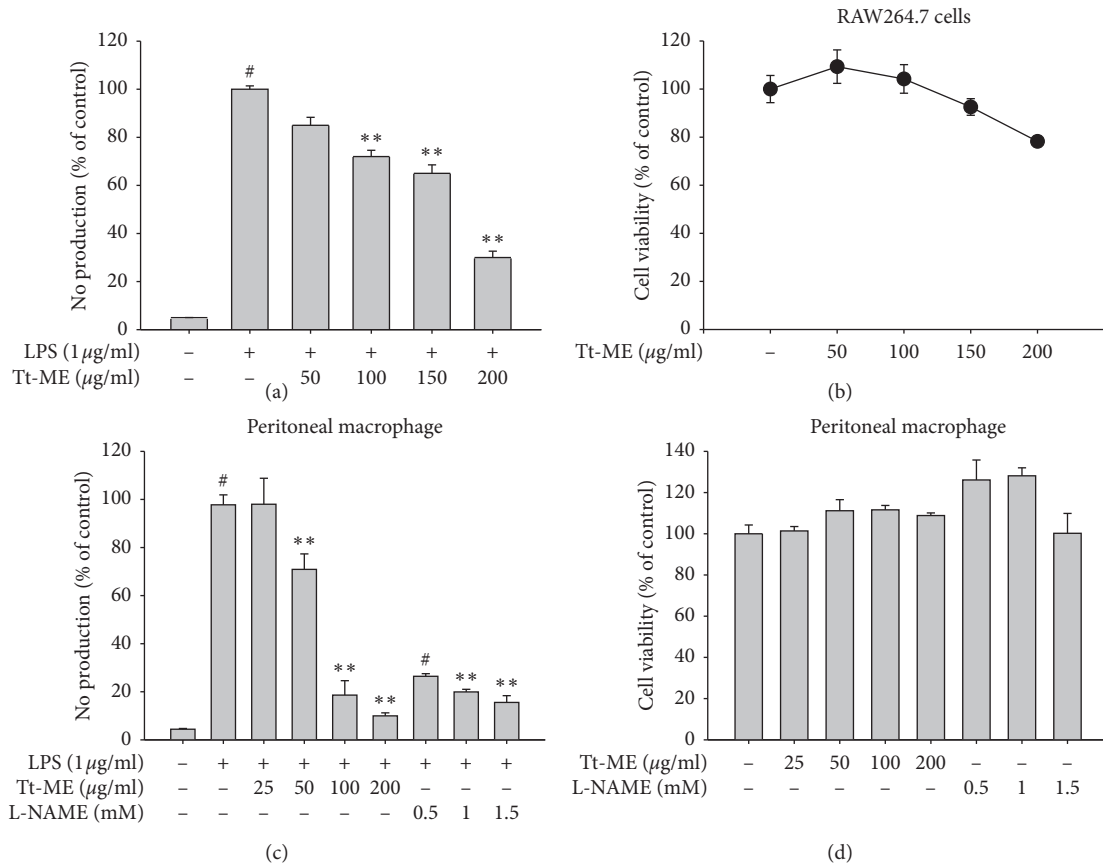 120
100
80
60
40
20
0
No production (% of control)
#
**
**
**
LPS (1 μg/ml) – + + + + +
Tt-ME (μg/ml) – – 50 100 150 200
(a)
RAW264.7 cells
120
100
80
60
40
20
0
Cell viability (% of control)
Tt-ME (μg/ml) – 50 100 150 200
(b)
Peritoneal macrophage
120
100
80
60
40
20
0
No production (% of control)
#
**
**
**
#
**
**
LPS (1 μg/ml) – + + + + + + + +
Tt-ME (μg/ml) – – 25 50 100 200 – – –
L-NAME (mM) – – – – – – 0.5 1 1.5
(c)
Peritoneal macrophage
140
120
100
80
60
40
20
0
Cell viability (% of control)
Tt-ME (μg/ml) – 25 50 100 200 – – –
L-NAME (mM) – – – – – 0.5 1 1.5
(d)